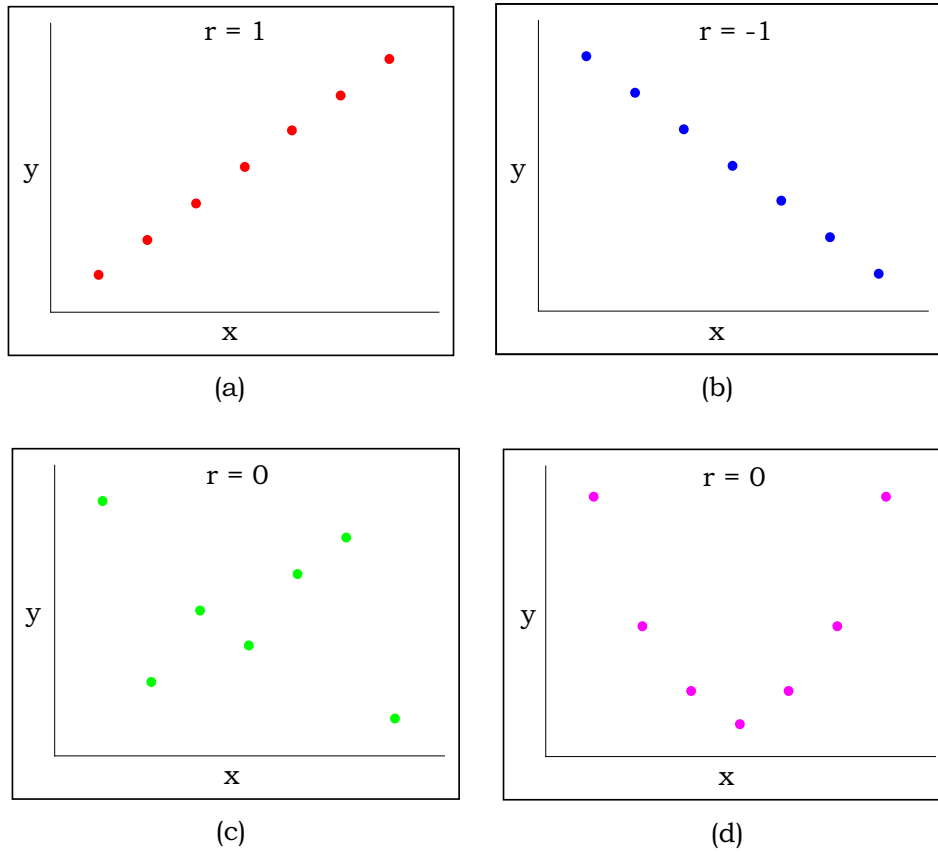 r = 1
y
x
(a)
r = -1
y
x
(b)
r = 0
y
x
(c)
r = 0
y
x
(d)